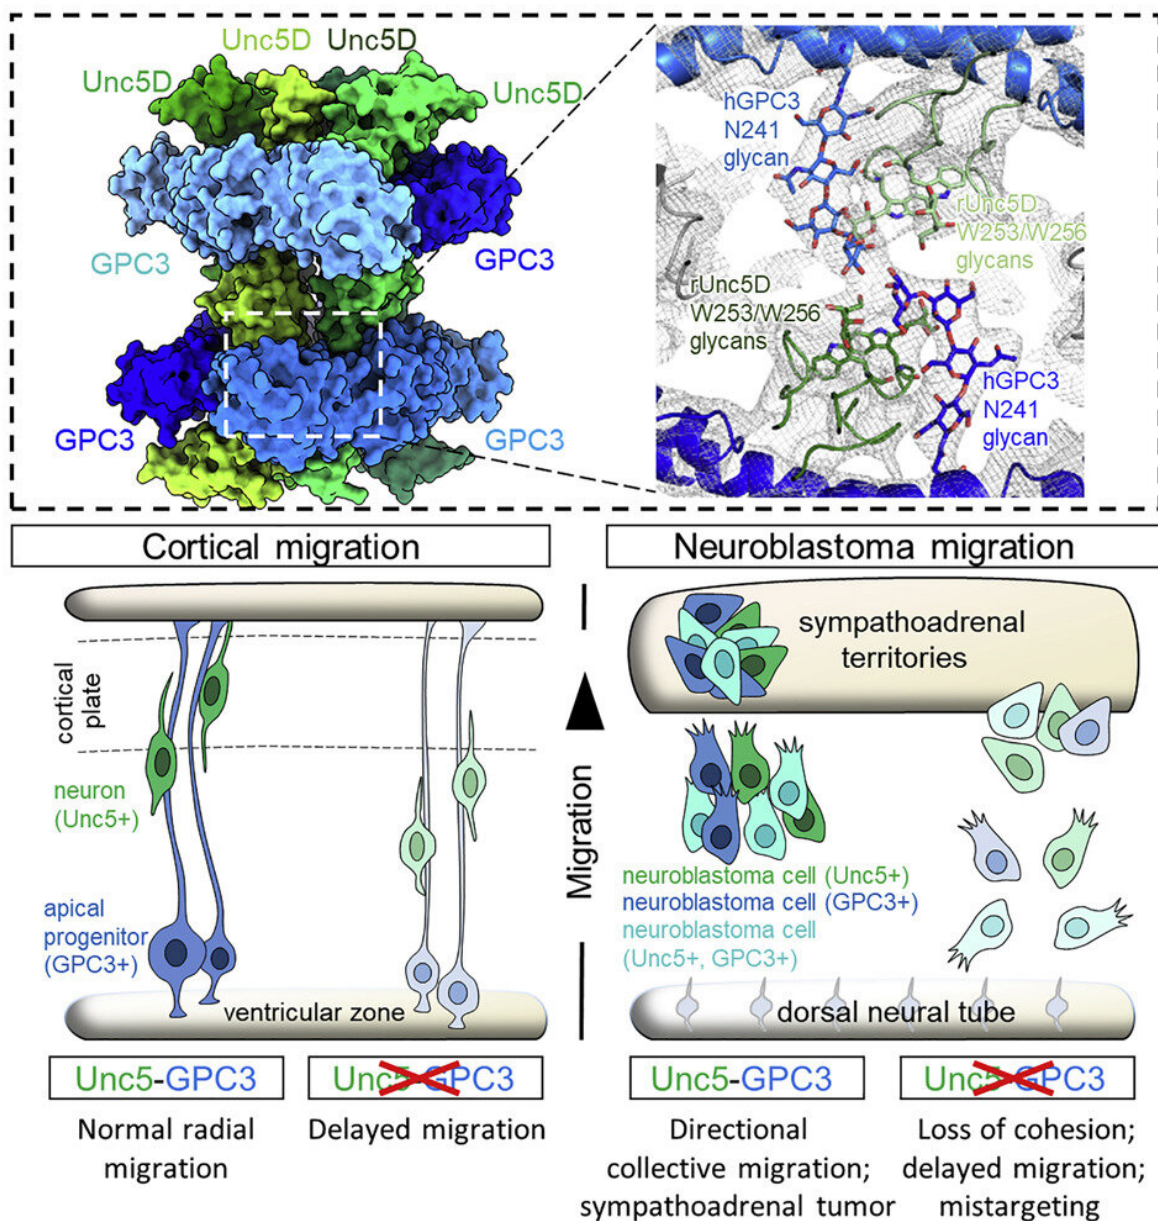 Unc5D Unc5D
Unc5D
Unc5D
GPC3
GPC3
GPC3
GPC3
hGPC3
N241
glycan
rUnc5D
W253/W256
glycans
rUnc5D
W253/W256
glycans
hGPC3
N241
glycan
Cortical migration
cortical
plate
neuron
(Unc5+)
apical
progenitor
(GPC3+)
ventricular zone
Unc5-GPC3
Normal radial
migration
Unc5-GPC3
Delayed migration
Migration
Neuroblastoma migration
sympathoadrenal
territories
neuroblastoma cell (Unc5+)
neuroblastoma cell (GPC3+)
neuroblastoma cell
(Unc5+, GPC3+)
dorsal neural tube
Unc5-GPC3
Directional
collective migration;
sympathoadrenal tumor
Unc5-GPC3
Loss of cohesion;
delayed migration;
mistargeting